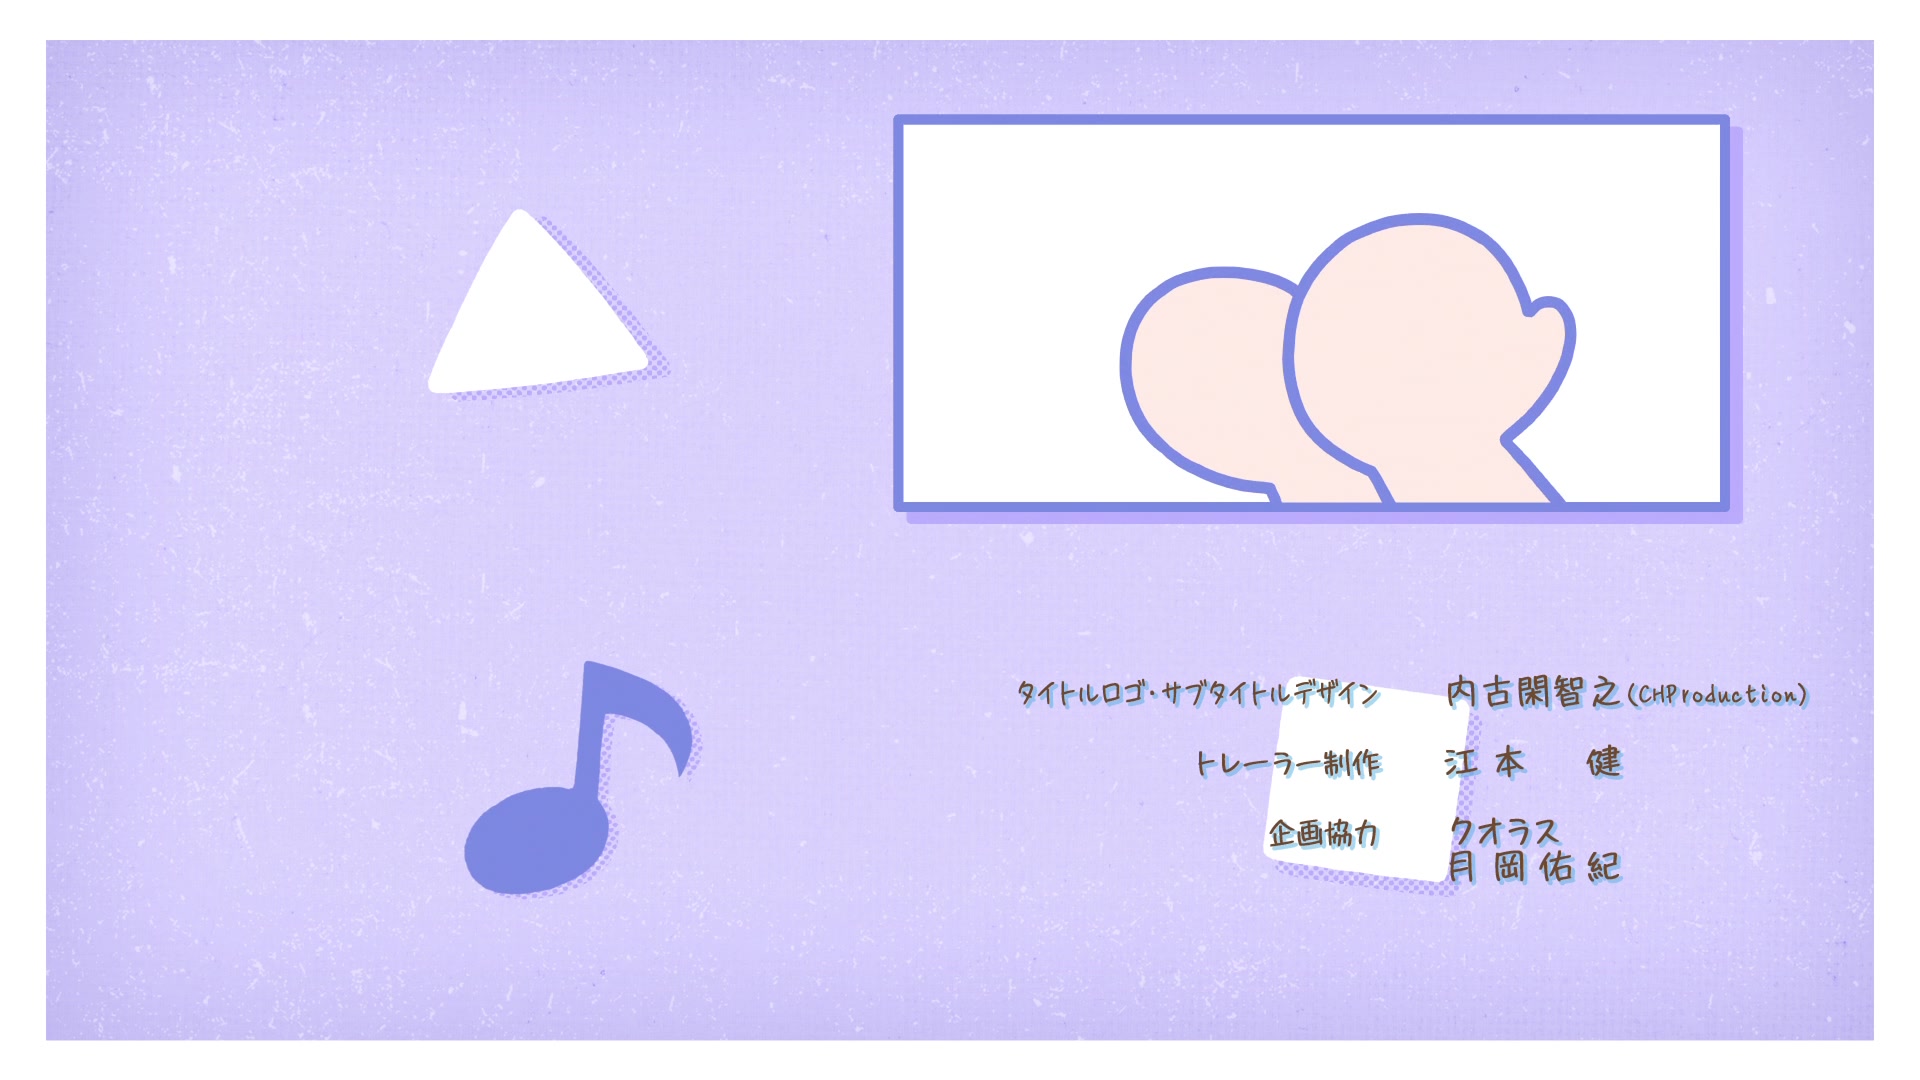 タイトルロゴ・サブタイトルデザイン 内古閑智之(CHProduction)
トレーラー制作 江本 健
企画協力 クオラス
月岡佑紀